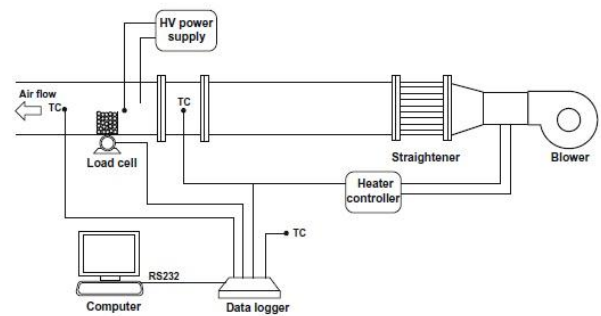 HV power
supply
Air flow
TC
TC
Load cell
Straightener
Blower
Heater
controller
TC
RS232
Computer
Data logger